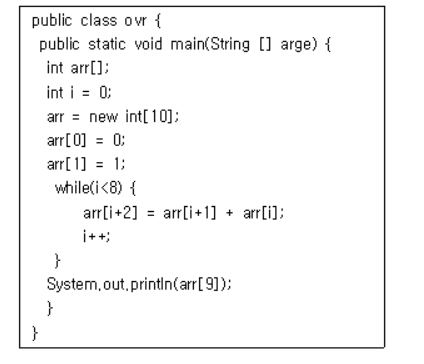 public class ovr {
public static void main(String [] arge) {
int arr[];
int i = 0;
arr = new int[10];
arr[0] = 0;
arr[1] = 1;
while(i<8) {
arr[i+2] = arr[i+1] + arr[i];
i++;
}
System.out.println(arr[9]);
}
}